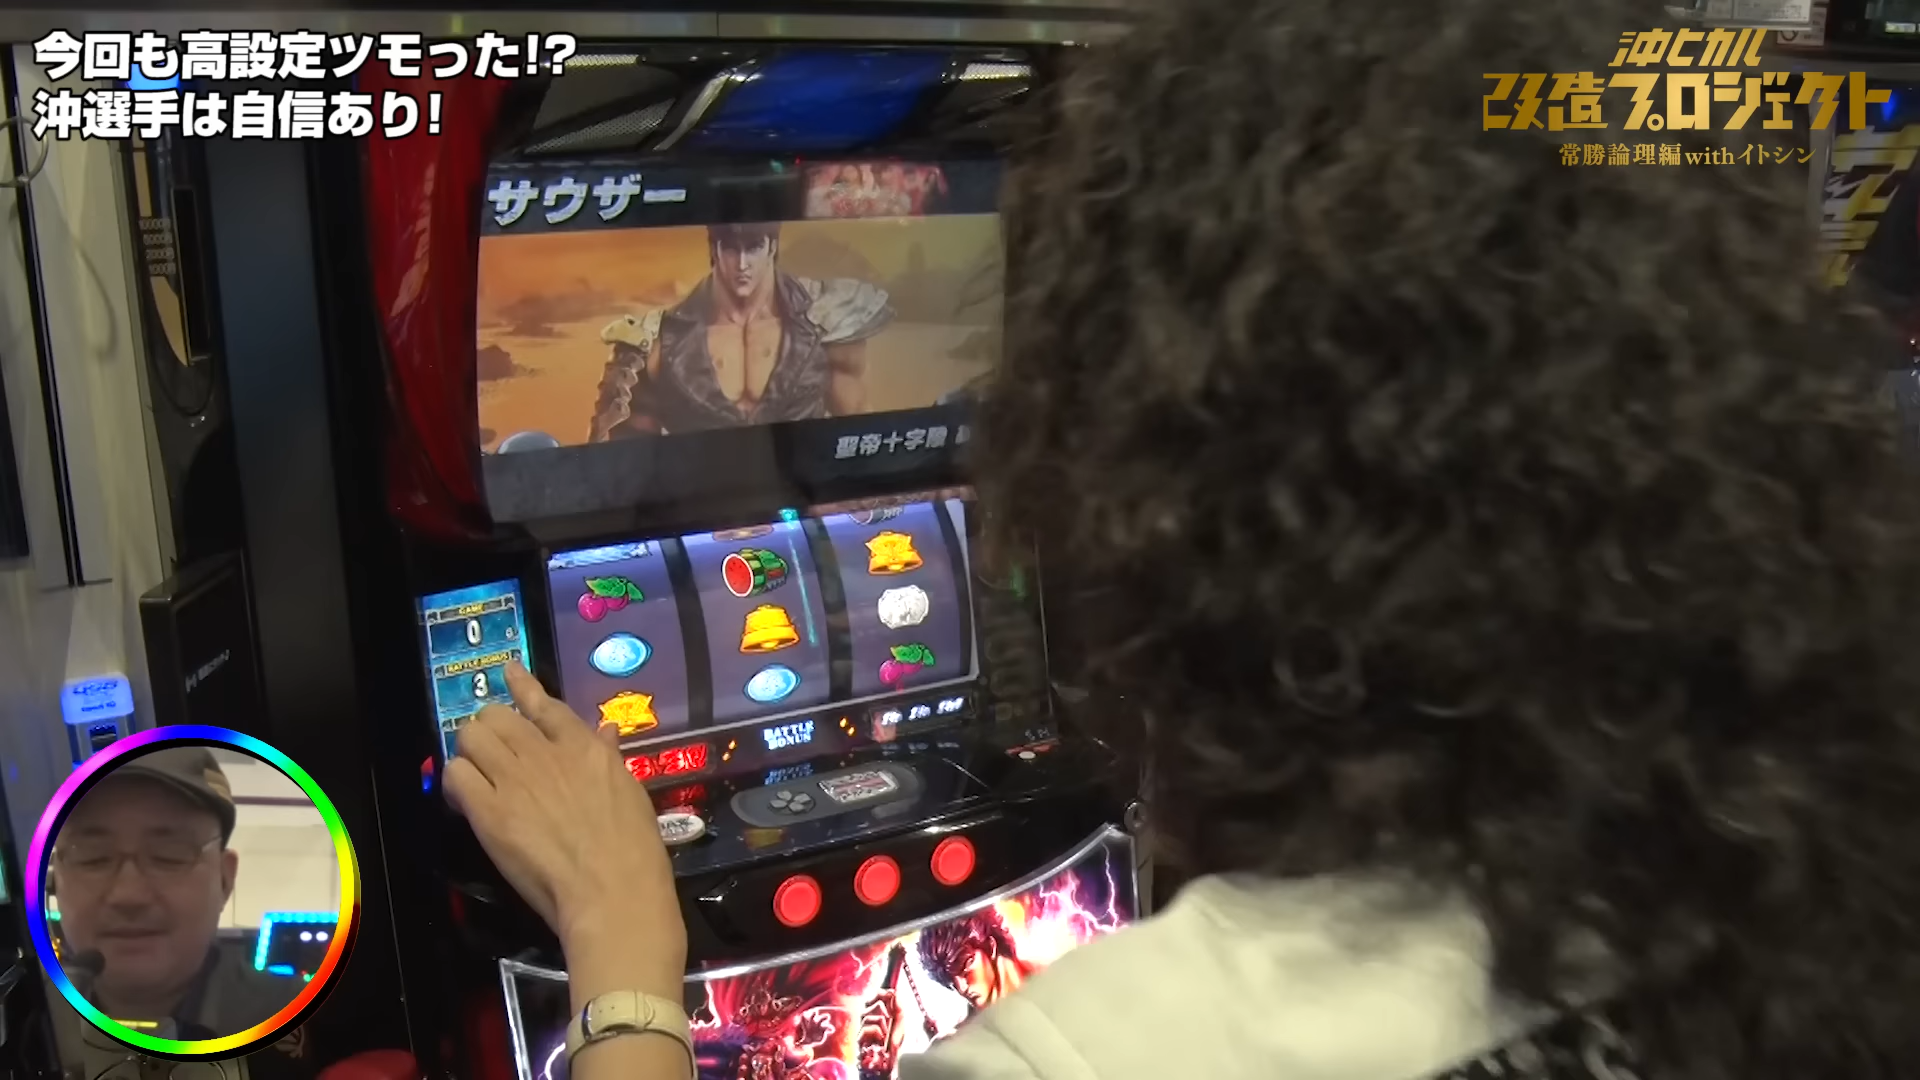 今回も高設定ツモった!?
沖選手は自信あり!
沖ヒカル
改造プロジェクト
常勝論理編withイトシン
サウザー
聖帝十字陵
GAME
0
BATTLE BONUS
3
BATTLE
BONUS